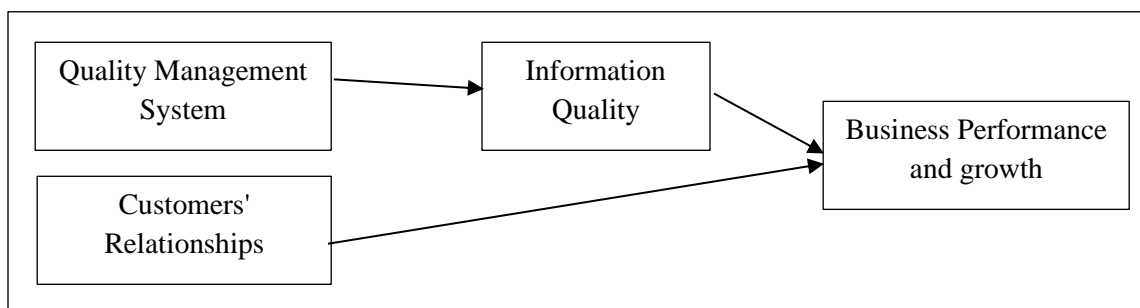 Quality Management
System
Information
Quality
Business Performance
and growth
Customers'
Relationships